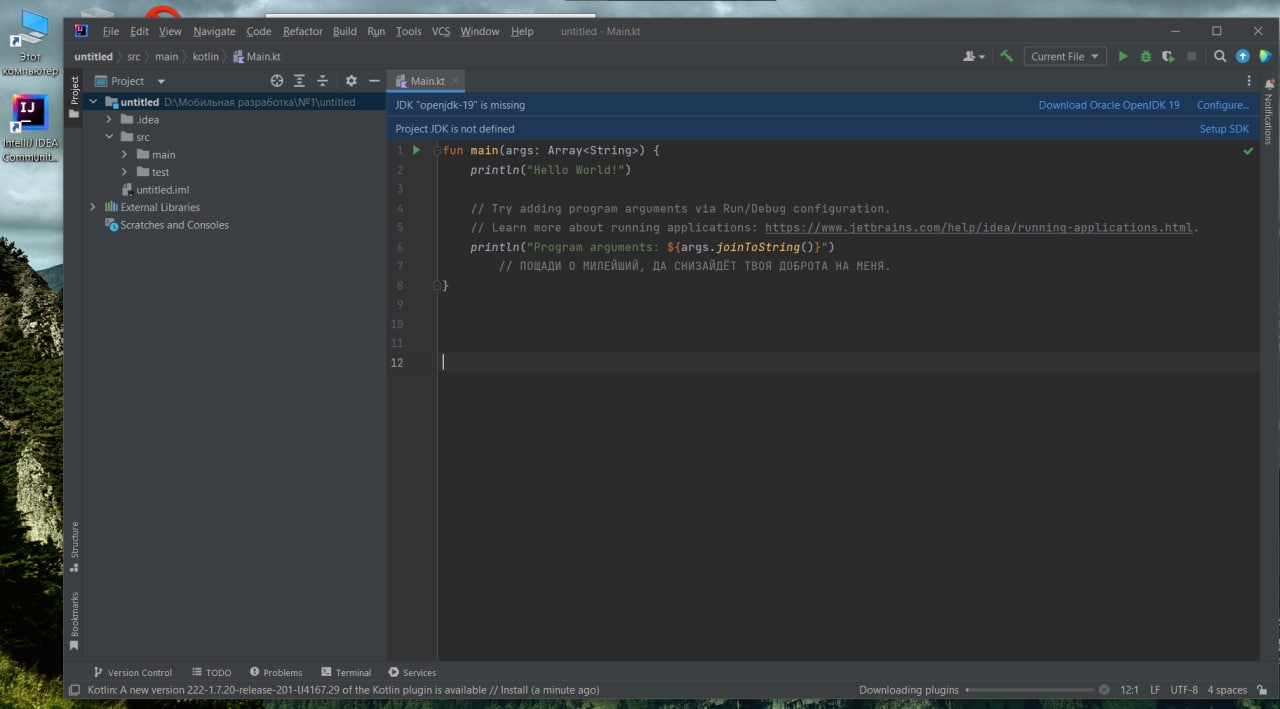 Этот
компьютер
IntelliJ IDEA
Communit...
File Edit View Navigate Code Refactor Build Run Tools VCS Window Help untitled - Main.kt
untitled src main kotlin Main.kt
Current File
Project
Project
Main.kt
Notifications
untitled D:\Мобильная разработка\№1\untitled
.idea
src
main
test
untitled.iml
External Libraries
Scratches and Consoles
JDK "openjdk-19" is missing Download Oracle OpenJDK 19 Configure...
Project JDK is not defined Setup SDK
1 fun main(args: Array<String>) {
2 println("Hello World!")
3
4 // Try adding program arguments via Run/Debug configuration.
5 // Learn more about running applications: https://www.jetbrains.com/help/idea/running-applications.html.
6 println("Program arguments: ${args.joinToString()}")
7 // ПОЩАДИ О МИЛЕЙШИЙ, ДА СНИЗАЙДЁТ ТВОЯ ДОБРОТА НА МЕНЯ.
8 }
9
10
11
12
Structure
Bookmarks
Version Control TODO Problems Terminal Services
Kotlin: A new version 222-1.7.20-release-201-IJ4167.29 of the Kotlin plugin is available // Install (a minute ago) Downloading plugins 12:1 LF UTF-8 4 spaces